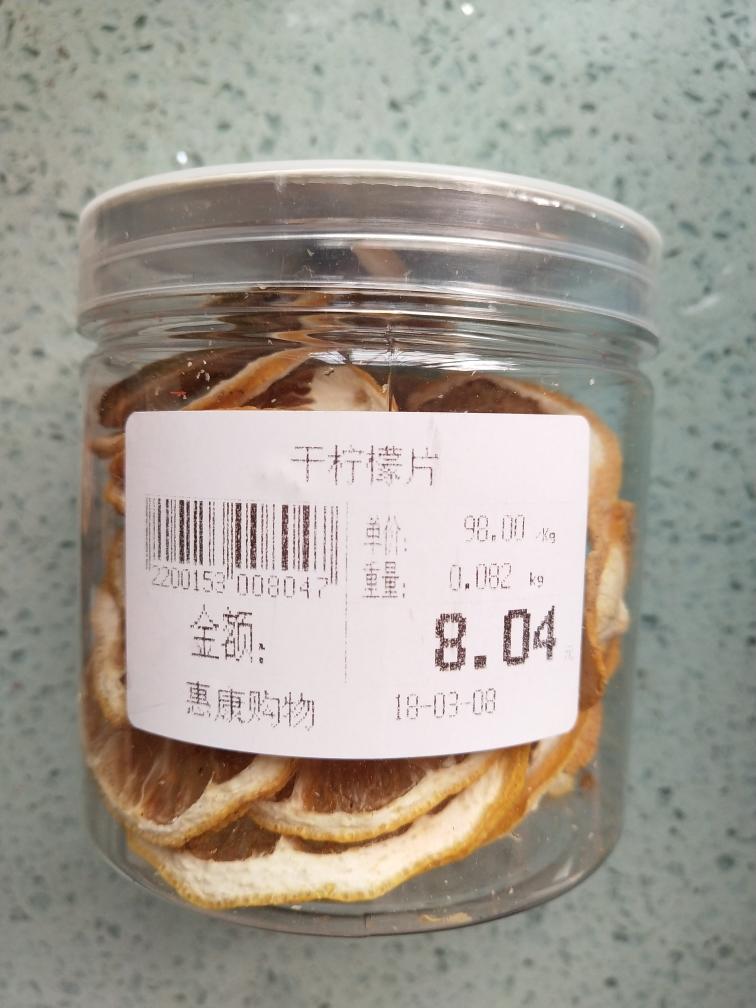 干柠檬片
单价: 98.00 /Kg
重量: 0.082 kg
2200153 008047
金额: 8.04 元
惠康购物 18-03-08